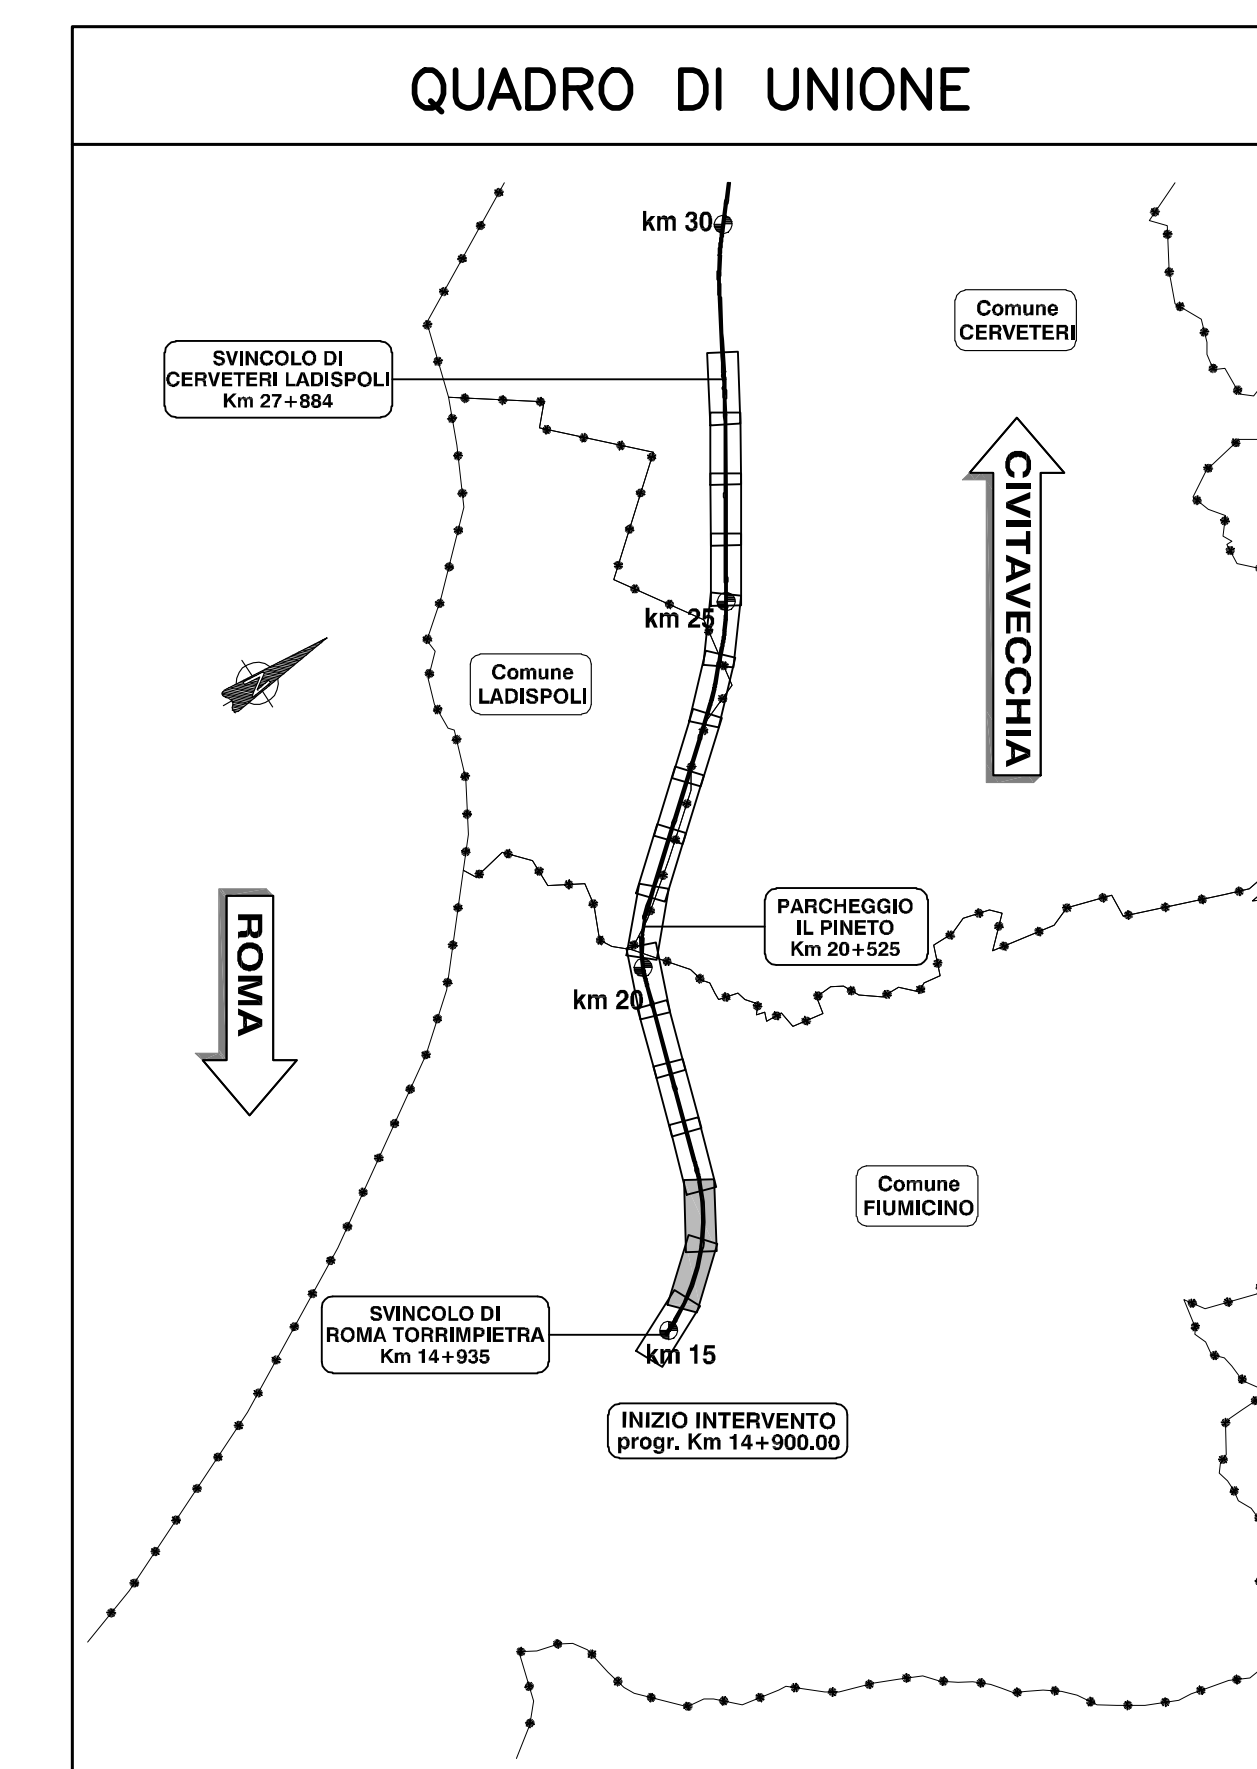 QUADRO DI UNIONE
km 30
Comune
CERVETERI
SVINCOLO DI
CERVETERI LADISPOLI
Km 27+884
CIVITAVECCHIA
km 25
Comune
LADISPOLI
Z
PARCHEGGIO
IL PINETO
Km 20+525
ROMA
km 20
Comune
FIUMICINO
SVINCOLO DI
ROMA TORRIMPIETRA
Km 14+935
km 15
INIZIO INTERVENTO
progr. Km 14+900.00